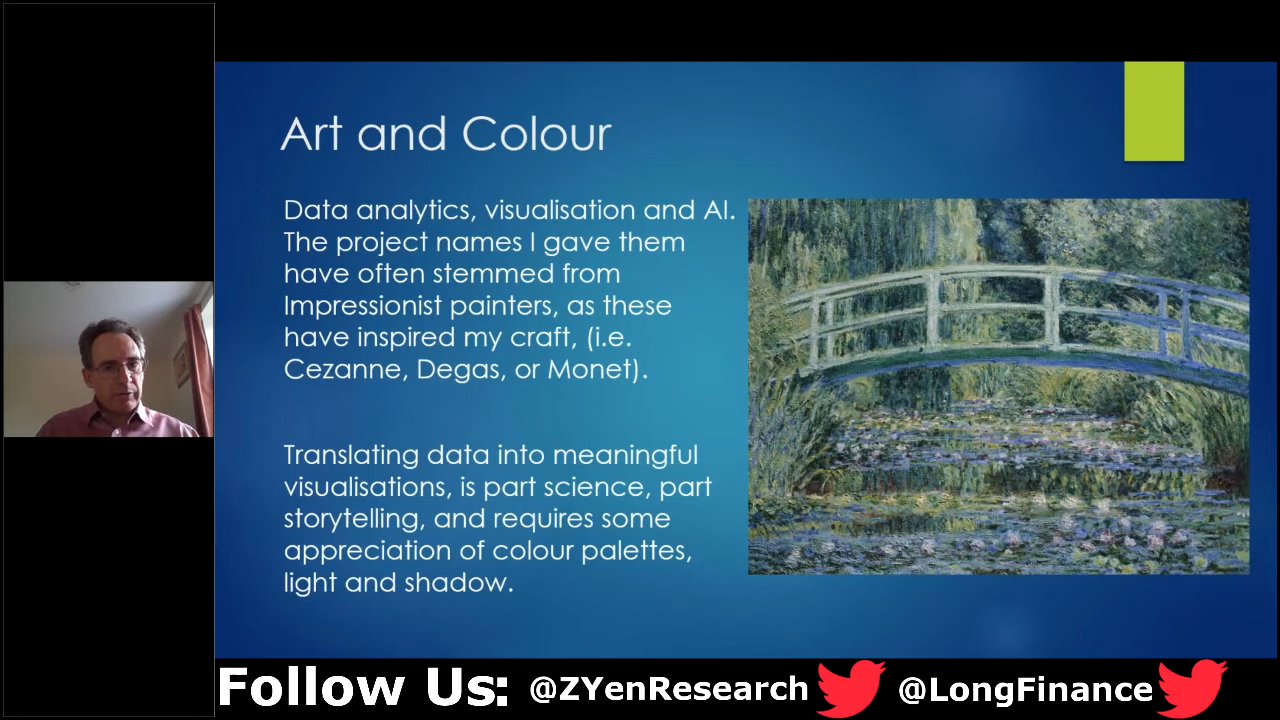 Art and Colour
Data analytics, visualisation and AI.
The project names I gave them
have often stemmed from
Impressionist painters, as these
have inspired my craft, (i.e.
Cezanne, Degas, or Monet).
Translating data into meaningful
visualisations, is part science, part
storytelling, and requires some
appreciation of colour palettes,
light and shadow.
Follow Us: @ZYenResearch @LongFinance